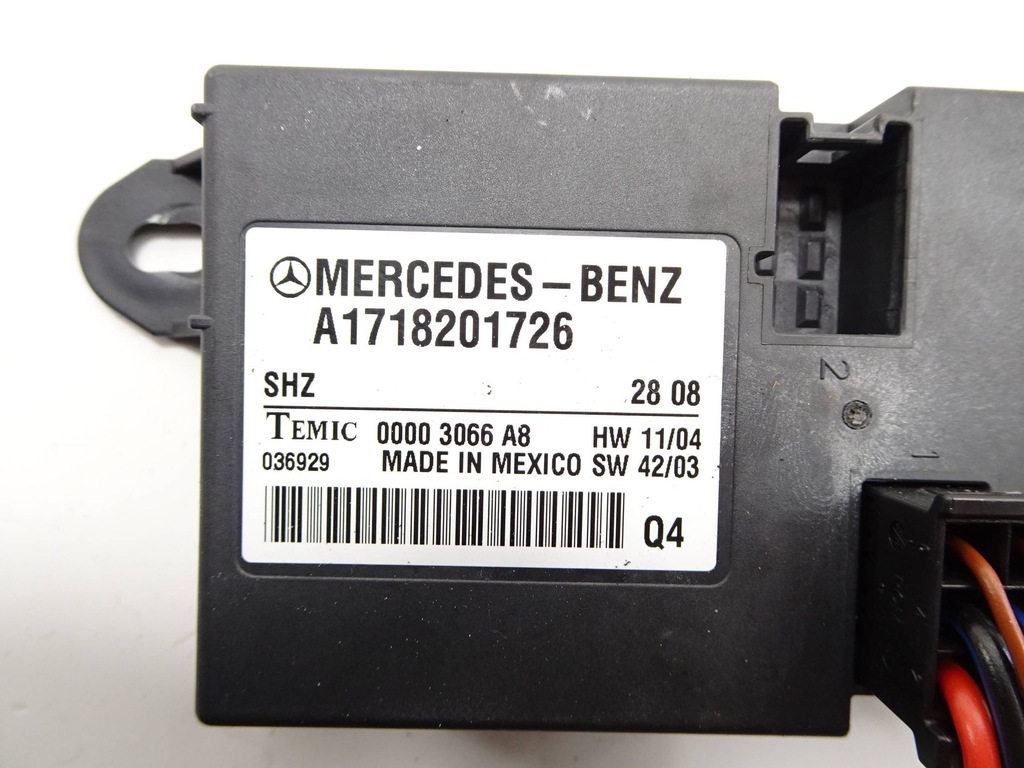 MERCEDES-BENZ
A1718201726
SHZ 28 08
TEMIC 0000 3066 A8 HW 11/04
036929 MADE IN MEXICO SW 42/03
Q4
2
1